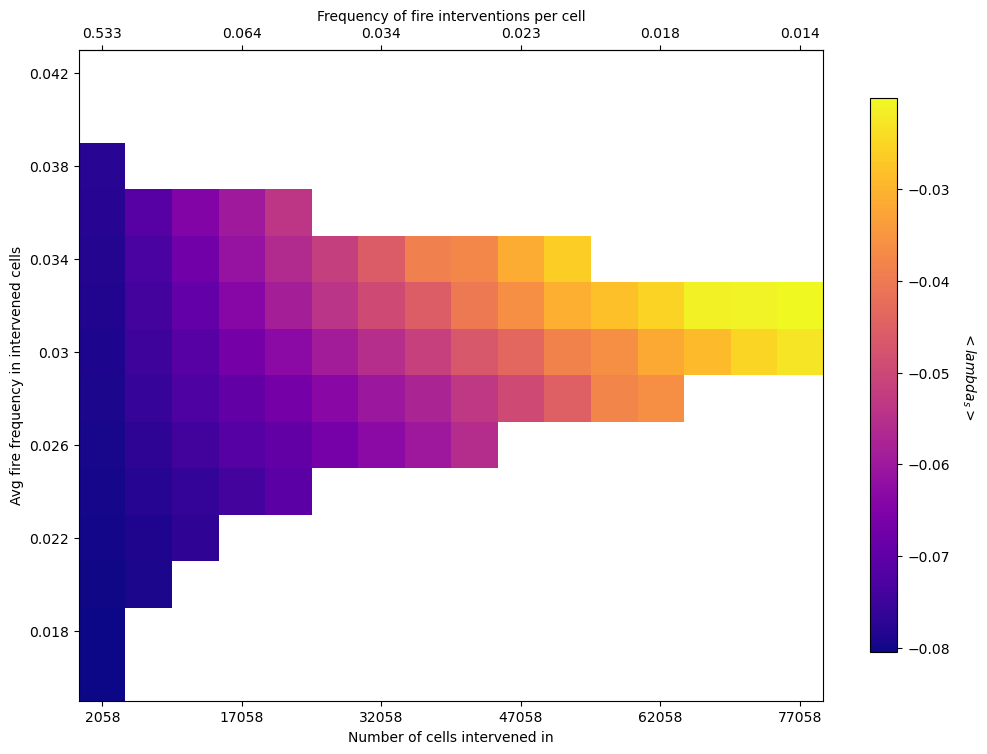 Frequency of fire interventions per cell
0.533 0.064 0.034 0.023 0.018 0.014
0.042
0.038
0.034
0.03
0.026
0.022
0.018
Avg fire frequency in intervened cells
2058 17058 32058 47058 62058 77058
Number of cells intervened in
−0.03
−0.04
−0.05
−0.06
−0.07
−0.08
< lambda_s >